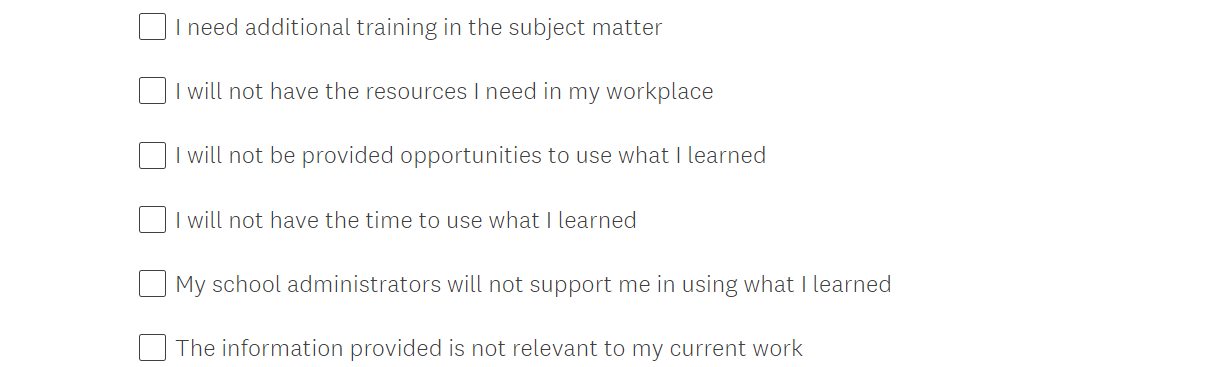 I need additional training in the subject matter
I will not have the resources I need in my workplace
I will not be provided opportunities to use what I learned
I will not have the time to use what I learned
My school administrators will not support me in using what I learned
The information provided is not relevant to my current work